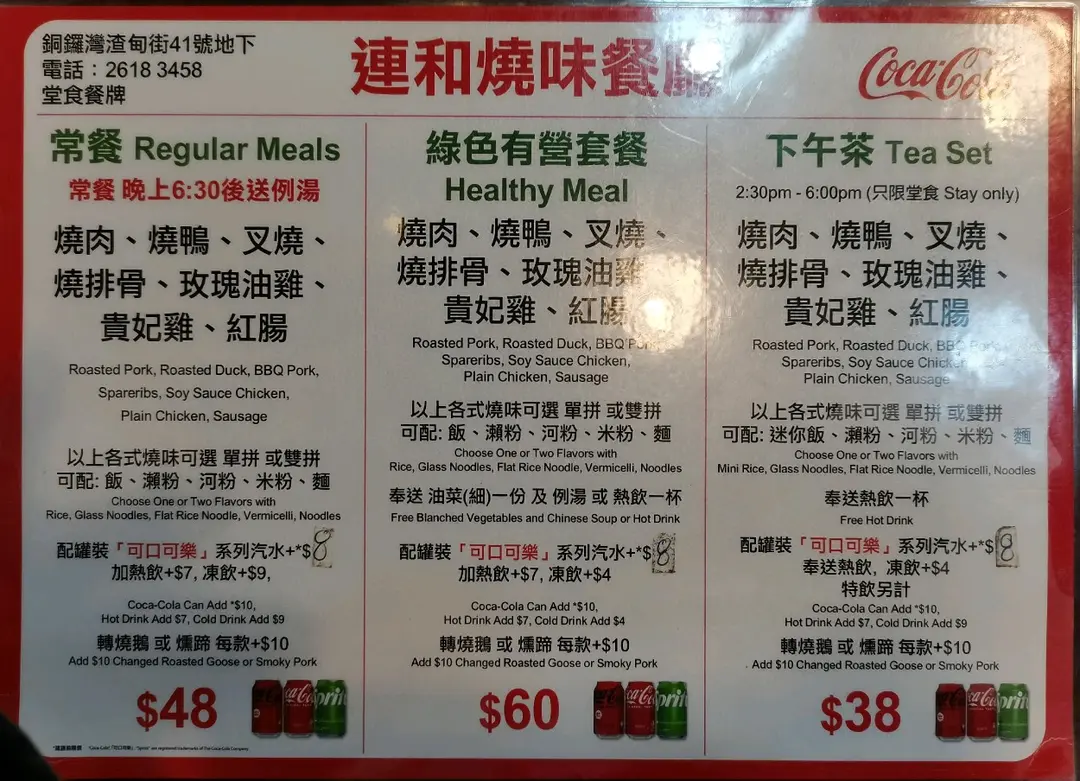 銅鑼灣渣甸街41號地下
電話：2618 3458
堂食餐牌
連和燒味餐廳
Coca-Cola
常餐 Regular Meals
常餐 晚上6:30後送例湯
燒肉、燒鴨、叉燒、
燒排骨、玫瑰油雞、
貴妃雞、紅腸
Roasted Pork, Roasted Duck, BBQ Pork,
Spareribs, Soy Sauce Chicken,
Plain Chicken, Sausage
以上各式燒味可選 單拼 或雙拼
可配: 飯、瀨粉、河粉、米粉、麵
Choose One or Two Flavors with
Rice, Glass Noodles, Flat Rice Noodle, Vermicelli, Noodles
配罐裝「可口可樂」系列汽水+*$8
加熱飲+$7, 凍飲+$9,
Coca-Cola Can Add *$10,
Hot Drink Add $7, Cold Drink Add $9
轉燒鵝 或 燻蹄 每款+$10
Add $10 Changed Roasted Goose or Smoky Pork
$48
綠色有營套餐
Healthy Meal
燒肉、燒鴨、叉燒、
燒排骨、玫瑰油雞、
貴妃雞、紅腸
Roasted Pork, Roasted Duck, BBQ Pork,
Spareribs, Soy Sauce Chicken,
Plain Chicken, Sausage
以上各式燒味可選 單拼 或雙拼
可配: 飯、瀨粉、河粉、米粉、麵
Choose One or Two Flavors with
Rice, Glass Noodles, Flat Rice Noodle, Vermicelli, Noodles
奉送 油菜(細)一份 及 例湯 或 熱飲一杯
Free Blanched Vegetables and Chinese Soup or Hot Drink
配罐裝「可口可樂」系列汽水+*$8
加熱飲+$7, 凍飲+$4
Coca-Cola Can Add *$10,
Hot Drink Add $7, Cold Drink Add $4
轉燒鵝 或 燻蹄 每款+$10
Add $10 Changed Roasted Goose or Smoky Pork
$60
下午茶 Tea Set
2:30pm - 6:00pm (只限堂食 Stay only)
燒肉、燒鴨、叉燒、
燒排骨、玫瑰油雞、
貴妃雞、紅腸
Roasted Pork, Roasted Duck, BBQ Pork,
Spareribs, Soy Sauce Chicken,
Plain Chicken, Sausage
以上各式燒味可選 單拼 或雙拼
可配: 迷你飯、瀨粉、河粉、米粉、麵
Choose One or Two Flavors with
Mini Rice, Glass Noodles, Flat Rice Noodle, Vermicelli, Noodles
奉送熱飲一杯
Free Hot Drink
配罐裝「可口可樂」系列汽水+*$8
奉送熱飲, 凍飲+$4
特飲另計
Coca-Cola Can Add *$10,
Hot Drink Add $7, Cold Drink Add $9
轉燒鵝 或 燻蹄 每款+$10
Add $10 Changed Roasted Goose or Smoky Pork
$38